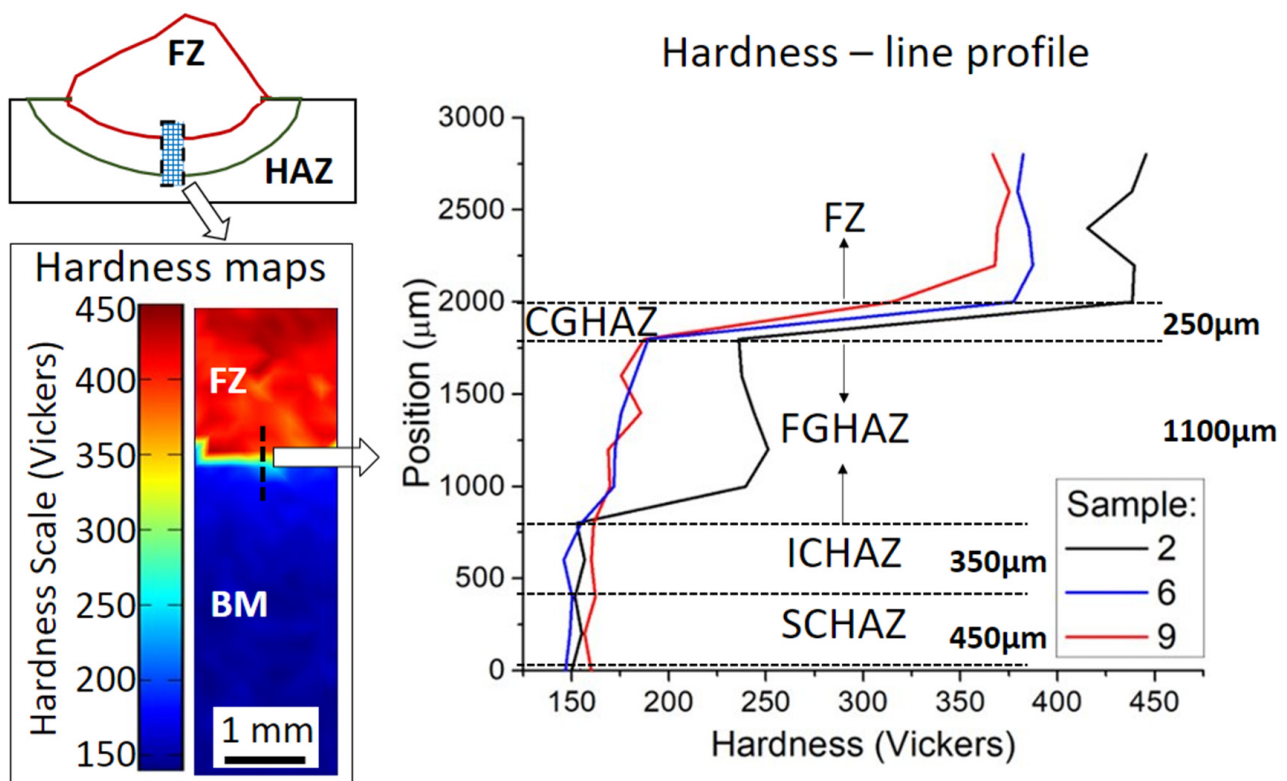 FZ
HAZ
Hardness maps
Hardness Scale (Vickers)
450
400
350
300
250
200
150
FZ
BM
1 mm
Hardness – line profile
Position (μm)
3000
2500
2000
1500
1000
500
0
FZ
CGHAZ
250μm
FGHAZ
1100μm
ICHAZ
350μm
SCHAZ
450μm
Sample:
2
6
9
150
200
250
300
350
400
450
Hardness (Vickers)